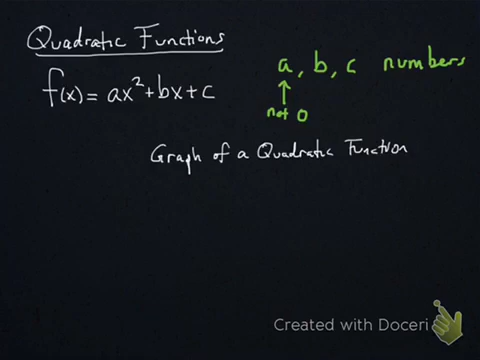 Quadratic Functions
f(x) = ax²+bx+c
a, b, c numbers
↑
not 0
Graph of a Quadratic Function
Created with Doceri